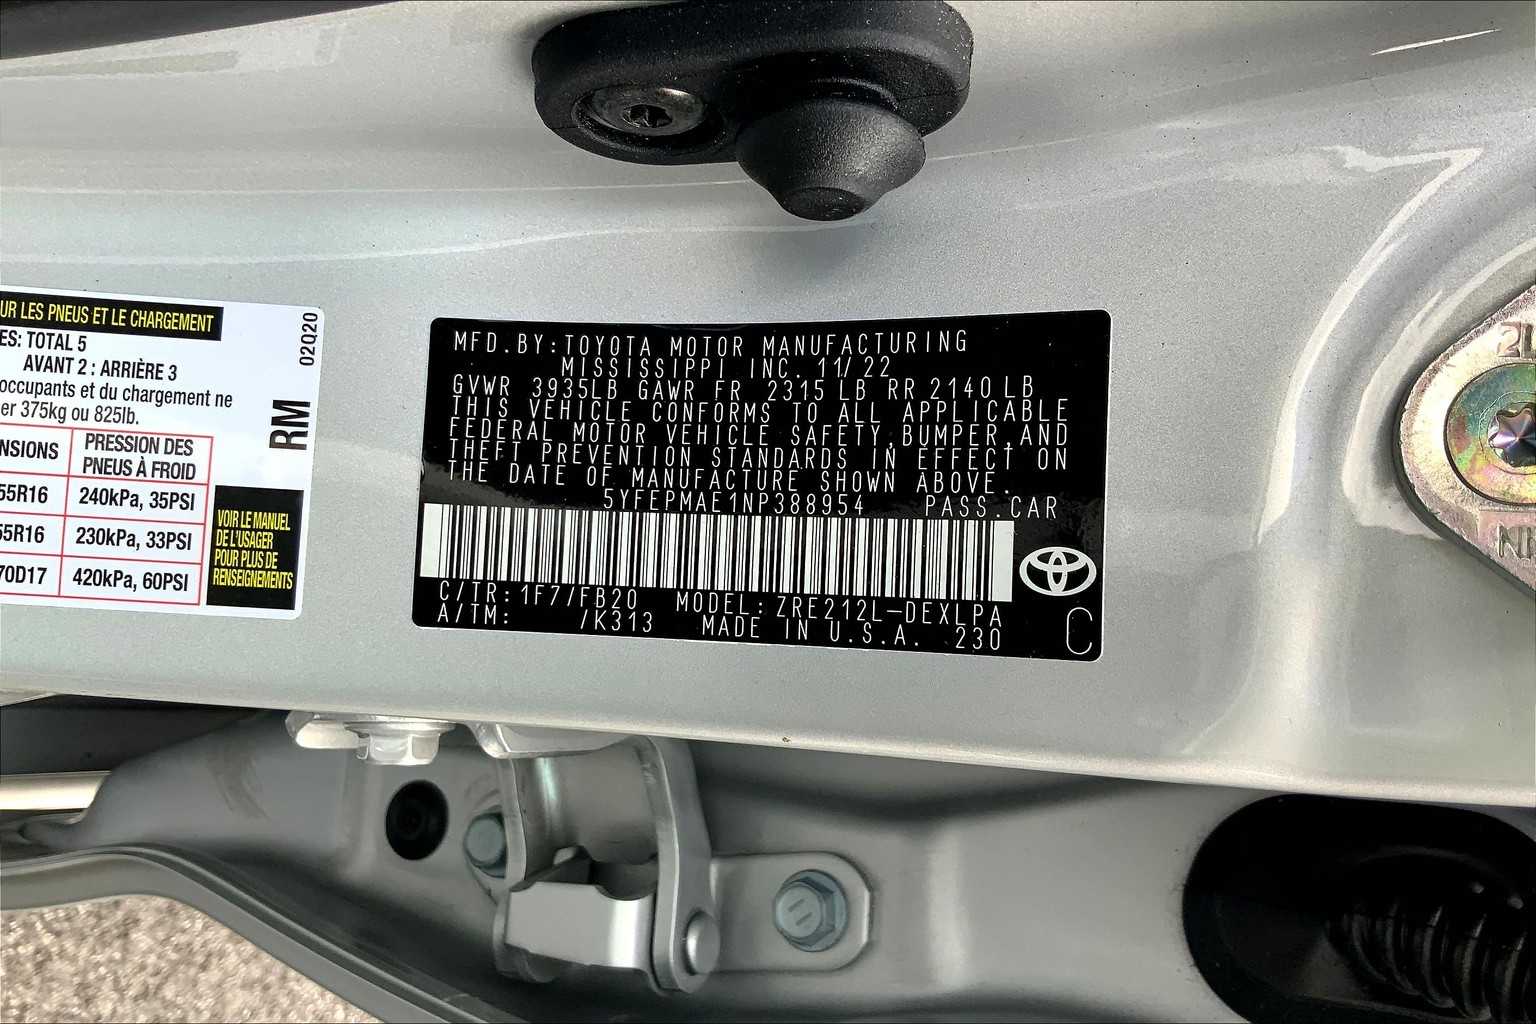 UR LES PNEUS ET LE CHARGEMENT
ES: TOTAL 5
AVANT 2 : ARRIÈRE 3
occupants et du chargement ne
er 375kg ou 825lb.
NSIONS PRESSION DES PNEUS À FROID
55R16 240kPa, 35PSI
55R16 230kPa, 33PSI
70D17 420kPa, 60PSI
02020
RM
VOIR LE MANUEL
DE L'USAGER
POUR PLUS DE
RENSEIGNEMENTS
MFD.BY:TOYOTA MOTOR MANUFACTURING
MISSISSIPPI INC. 11/22
GVWR 3935LB GAWR FR 2315 LB RR 2140 LB
THIS VEHICLE CONFORMS TO ALL APPLICABLE
FEDERAL MOTOR VEHICLE SAFETY,BUMPER,AND
THEFT PREVENTION STANDARDS IN EFFECT ON
THE DATE OF MANUFACTURE SHOWN ABOVE.
5YFEPMAE1NP388954 PASS.CAR
C/TR:1F7/FB20 MODEL:ZRE212L-DEXLPA
A/TM: /K313 MADE IN U.S.A. 230
C